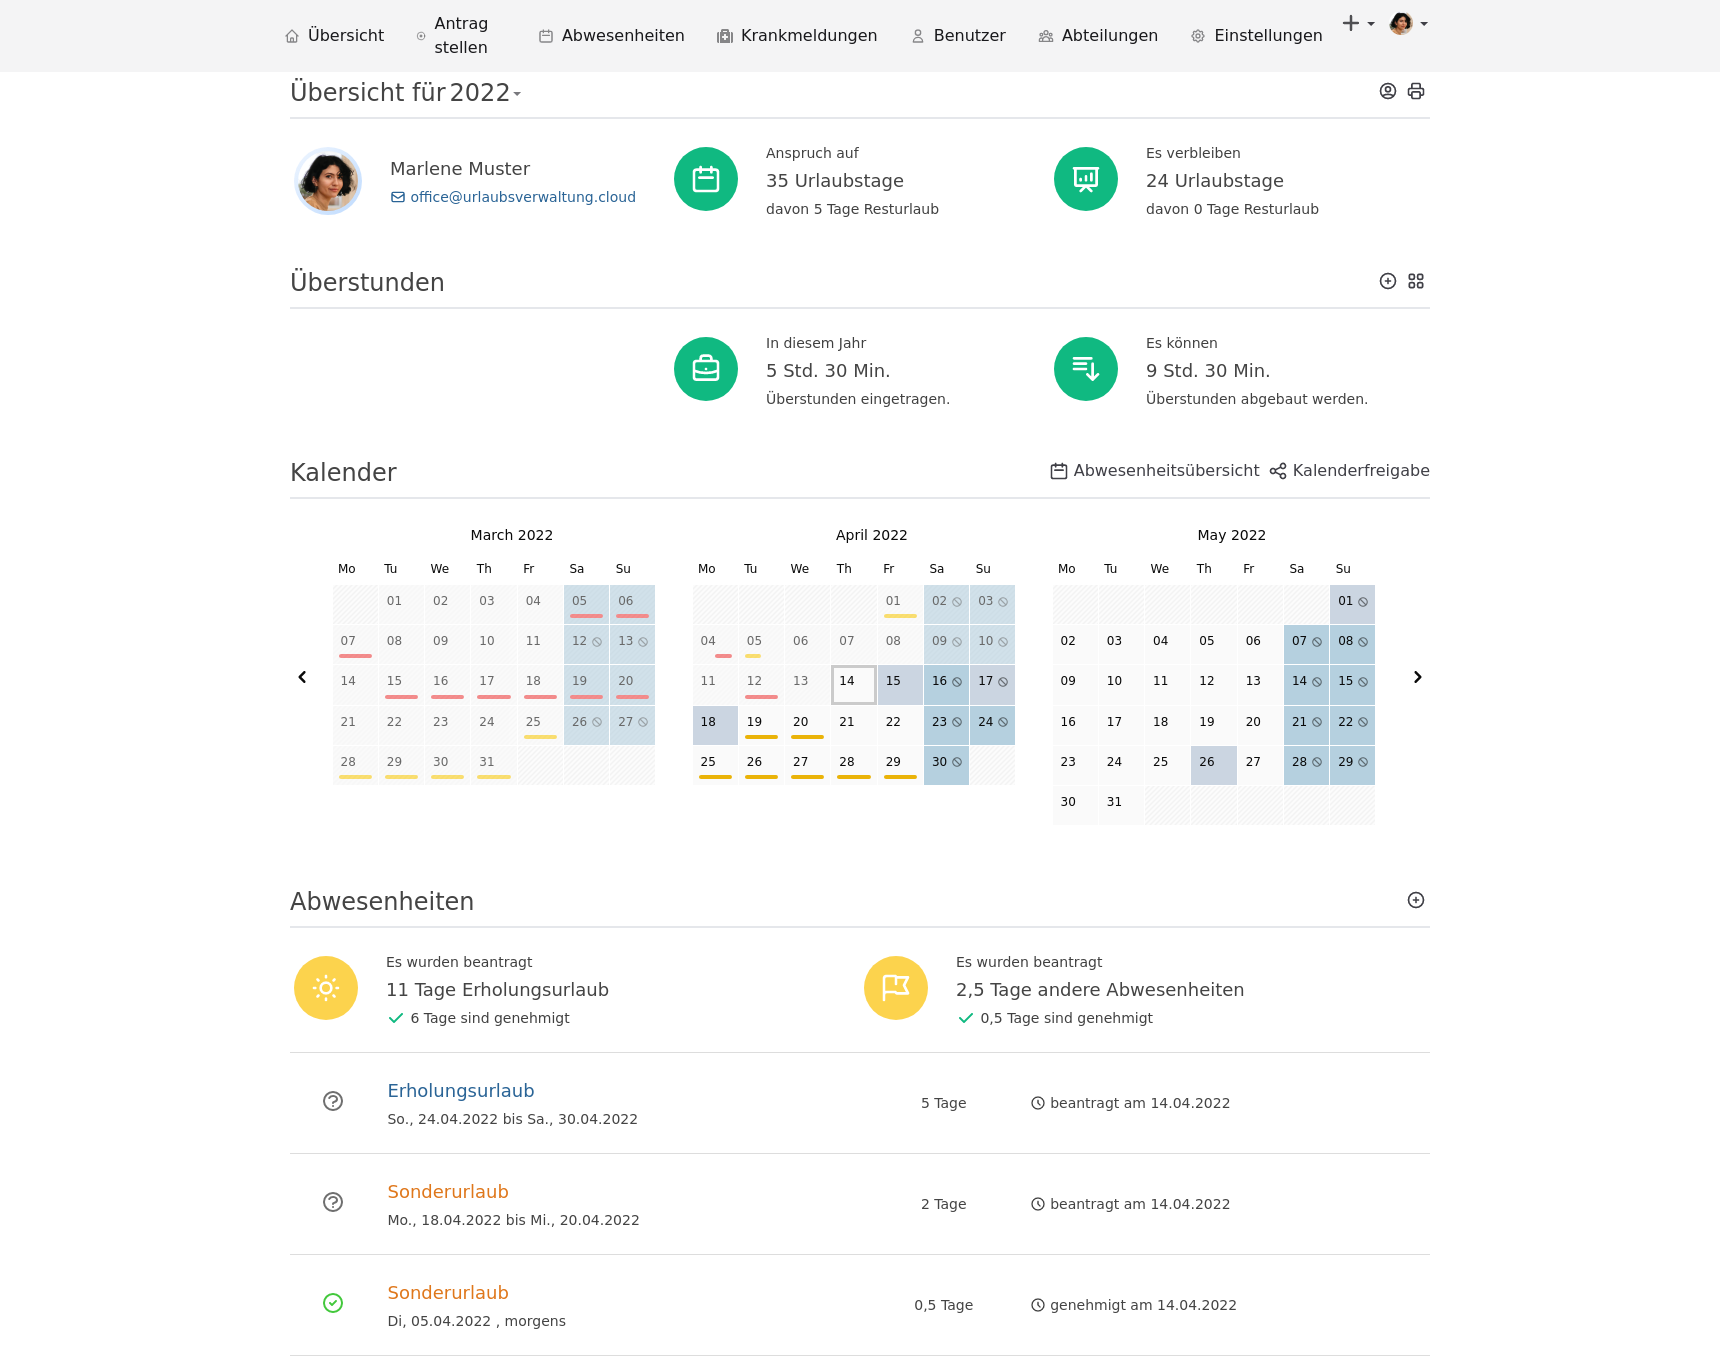 Übersicht
Antrag
stellen
Abwesenheiten
Krankmeldungen
Benutzer
Abteilungen
Einstellungen
Übersicht für 2022
Marlene Muster
office@urlaubsverwaltung.cloud
Anspruch auf
35 Urlaubstage
davon 5 Tage Resturlaub
Es verbleiben
24 Urlaubstage
davon 0 Tage Resturlaub
Überstunden
In diesem Jahr
5 Std. 30 Min.
Überstunden eingetragen.
Es können
9 Std. 30 Min.
Überstunden abgebaut werden.
Kalender
Abwesenheitsübersicht
Kalenderfreigabe
March 2022
Mo Tu We Th Fr Sa Su
01 02 03 04 05 06
07 08 09 10 11 12 13
14 15 16 17 18 19 20
21 22 23 24 25 26 27
28 29 30 31
April 2022
Mo Tu We Th Fr Sa Su
01 02 03
04 05 06 07 08 09 10
11 12 13 14 15 16 17
18 19 20 21 22 23 24
25 26 27 28 29 30
May 2022
Mo Tu We Th Fr Sa Su
01
02 03 04 05 06 07 08
09 10 11 12 13 14 15
16 17 18 19 20 21 22
23 24 25 26 27 28 29
30 31
Abwesenheiten
Es wurden beantragt
11 Tage Erholungsurlaub
6 Tage sind genehmigt
Es wurden beantragt
2,5 Tage andere Abwesenheiten
0,5 Tage sind genehmigt
Erholungsurlaub
So., 24.04.2022 bis Sa., 30.04.2022
5 Tage
beantragt am 14.04.2022
Sonderurlaub
Mo., 18.04.2022 bis Mi., 20.04.2022
2 Tage
beantragt am 14.04.2022
Sonderurlaub
Di, 05.04.2022 , morgens
0,5 Tage
genehmigt am 14.04.2022